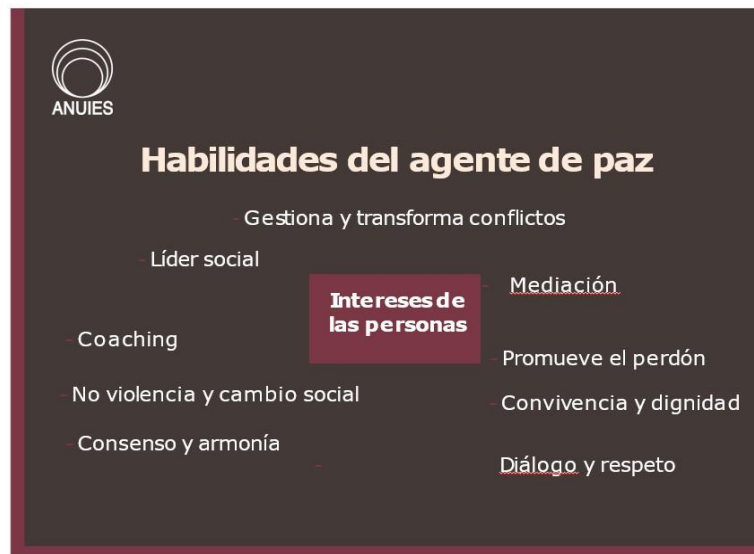 ANUIES
Habilidades del agente de paz
- Gestiona y transforma conflictos
- Líder social
Intereses de
las personas
- Mediación
- Coaching
- Promueve el perdón
- No violencia y cambio social
- Convivencia y dignidad
- Consenso y armonía
- Diálogo y respeto